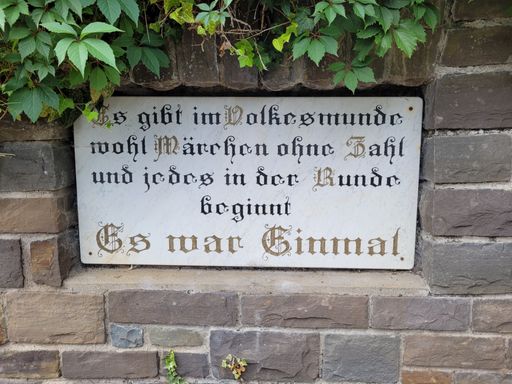 Es gibt im Volkesmunde
wohl Märchen ohne Zahl
und jedes in der Runde
beginnt
Es war Einmal